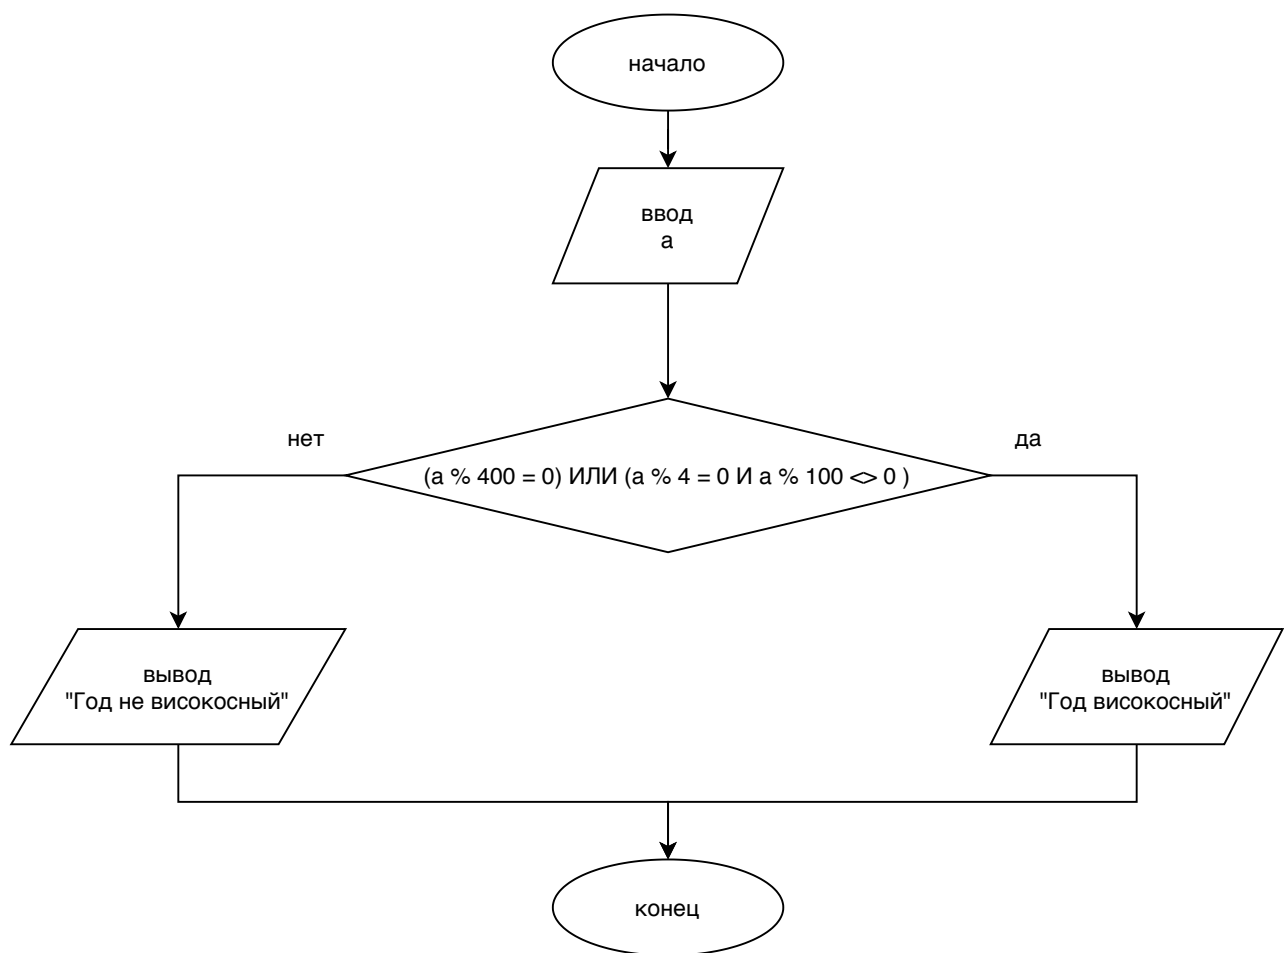 начало
ввод
а
нет
да
(a % 400 = 0) ИЛИ (a % 4 = 0 И a % 100 <> 0 )
вывод
"Год не високосный"
вывод
"Год високосный"
конец